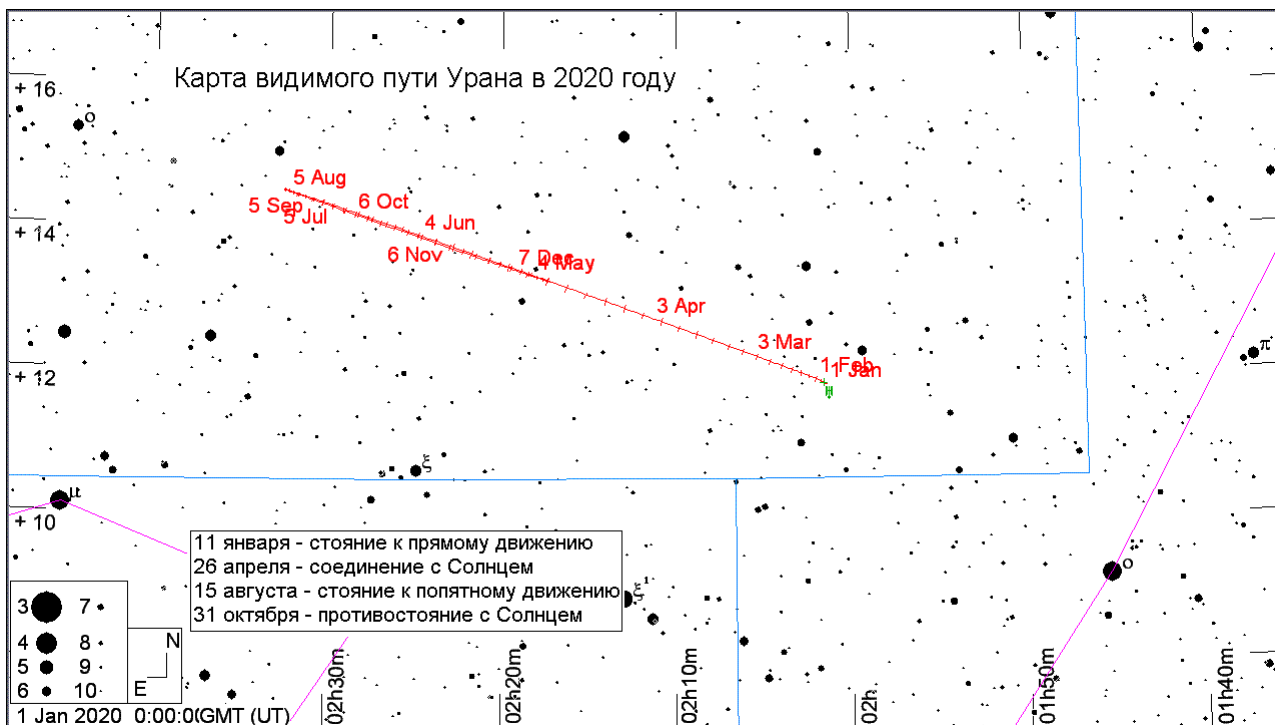 Карта видимого пути Урана в 2020 году
+ 16
ο
5 Aug
6 Oct
5 Sep
5 Jul
4 Jun
+ 14
6 Nov
7 Dec
4 May
3 Apr
3 Mar
π
1 Feb
1 Jan
+ 12
ξ
μ
+ 10
11 января - стояние к прямому движению
26 апреля - соединение с Солнцем
15 августа - стояние к попятному движению
31 октября - противостояние с Солнцем
ξ¹
ο
3 7
4 8
5 9
6 10
N
E
02h30m
02h20m
02h10m
02h
01h50m
01h40m
1 Jan 2020 0:00:00GMT (UT)